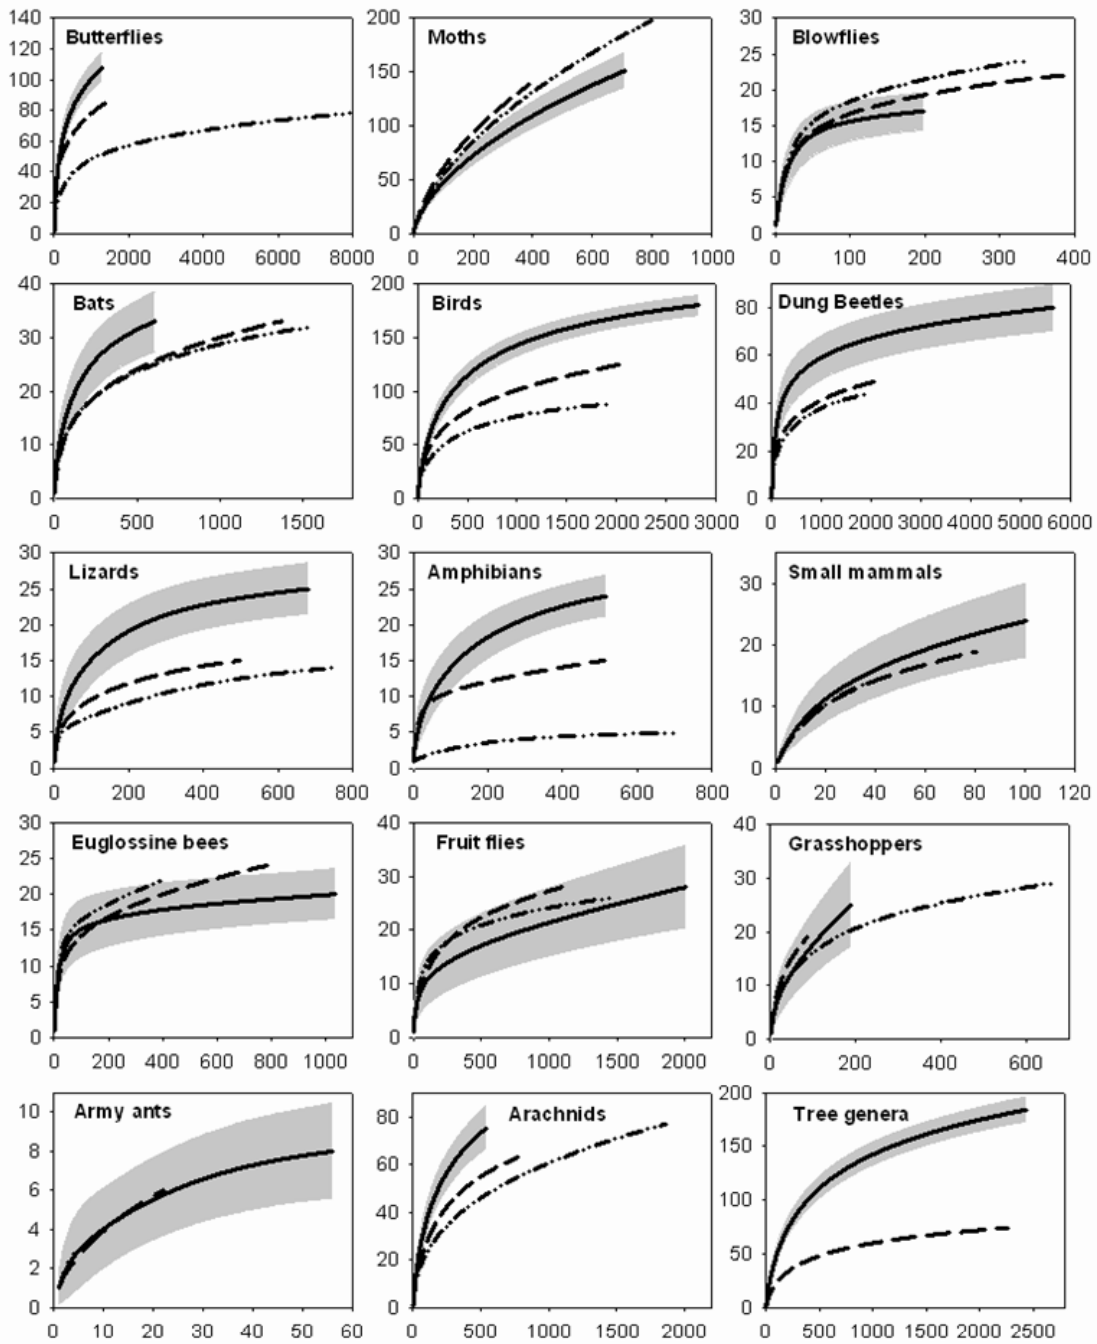 Butterflies
140
120
100
80
60
40
20
0
0 2000 4000 6000 8000
Moths
200
150
100
50
0
0 200 400 600 800 1000
Blowflies
30
25
20
15
10
5
0
0 100 200 300 400
Bats
40
30
20
10
0
0 500 1000 1500
Birds
200
150
100
50
0
0 500 1000 1500 2000 2500 3000
Dung Beetles
80
60
40
20
0
0 1000 2000 3000 4000 5000 6000
Lizards
30
25
20
15
10
5
0
0 200 400 600 800
Amphibians
30
25
20
15
10
5
0
0 200 400 600 800
Small mammals
30
20
10
0
0 20 40 60 80 100 120
Euglossine bees
30
25
20
15
10
5
0
0 200 400 600 800 1000
Fruit flies
40
30
20
10
0
0 500 1000 1500 2000
Grasshoppers
40
30
20
10
0
0 200 400 600
Army ants
10
8
6
4
2
0
0 10 20 30 40 50 60
Arachnids
80
60
40
20
0
0 500 1000 1500 2000
Tree genera
200
150
100
50
0
0 500 1000 1500 2000 2500